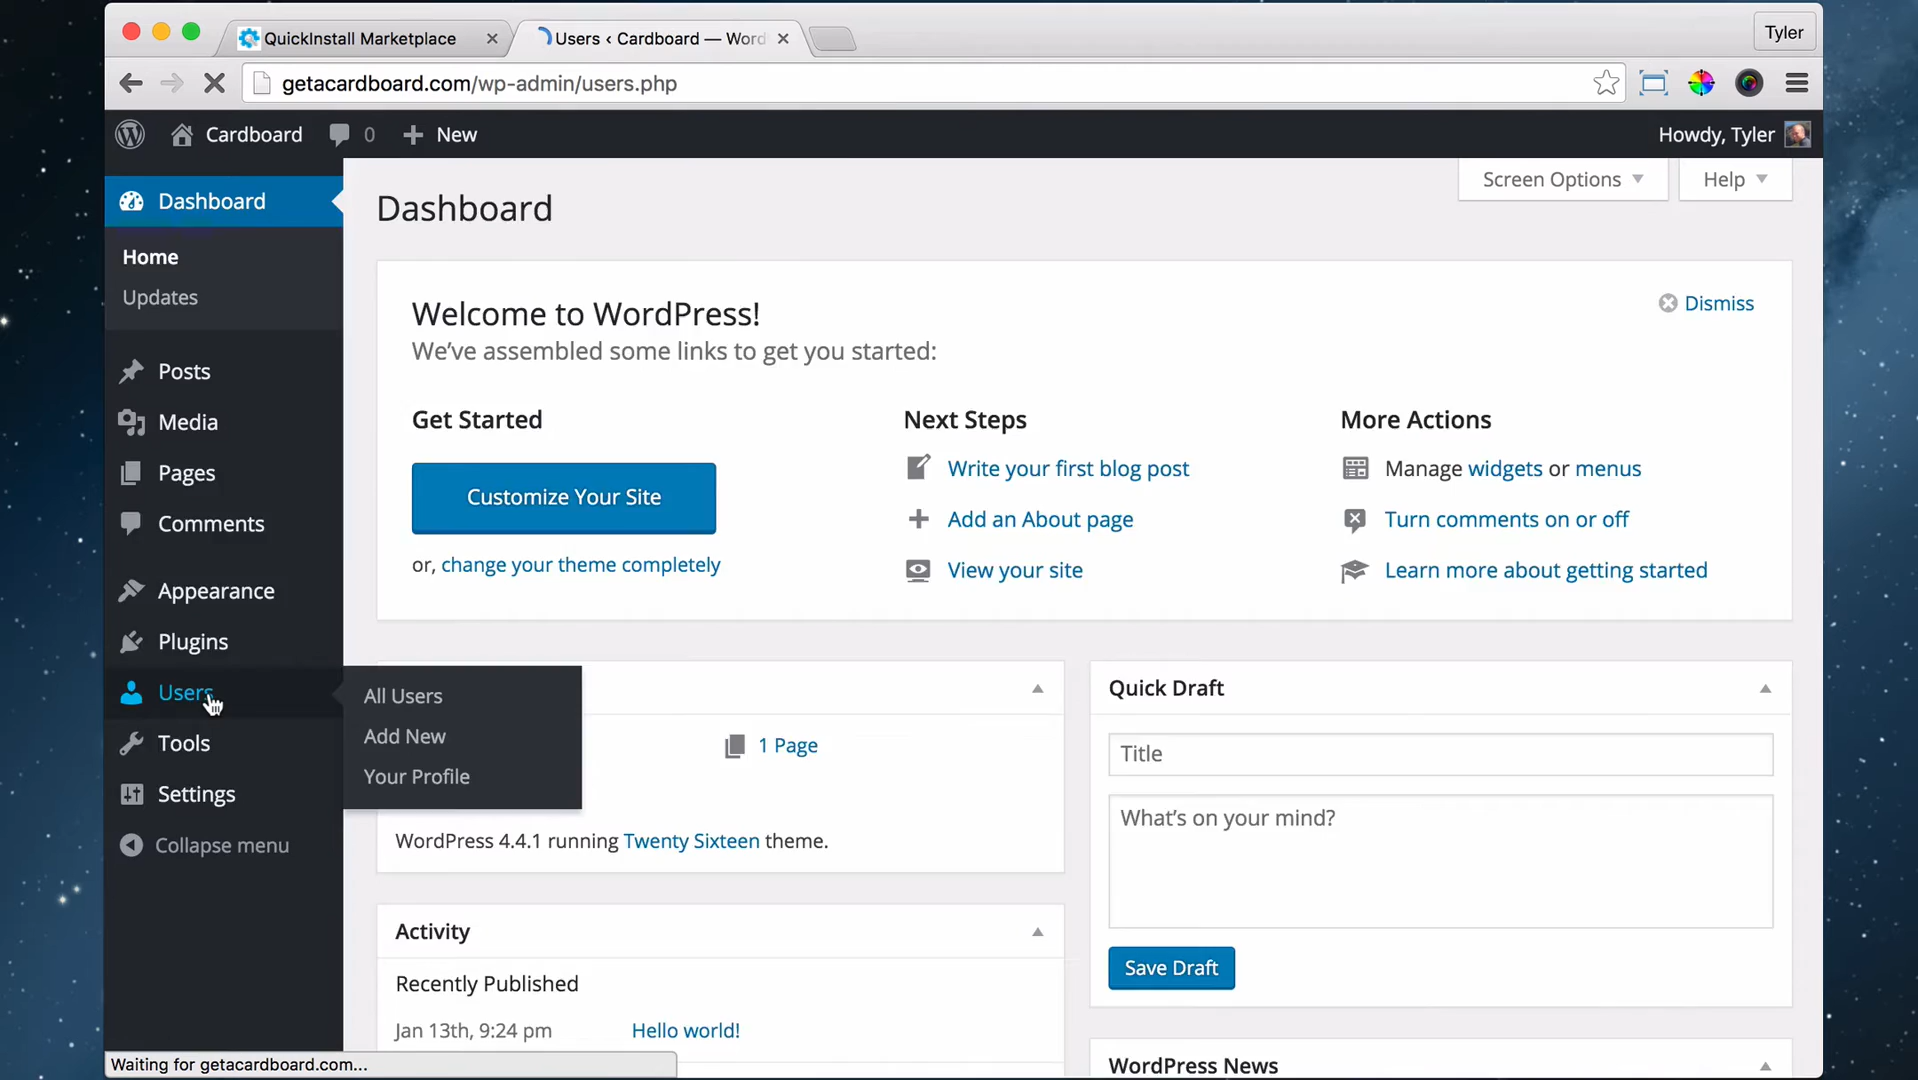 QuickInstall Marketplace
Users ‹ Cardboard — Word
Tyler
getacardboard.com/wp-admin/users.php
Cardboard
0
New
Howdy, Tyler
Dashboard
Home
Updates
Posts
Media
Pages
Comments
Appearance
Plugins
Users
Tools
Settings
Collapse menu
All Users
Add New
Your Profile
Dashboard
Screen Options
Help
Welcome to WordPress!
Dismiss
We've assembled some links to get you started:
Get Started
Customize Your Site
or, change your theme completely
Next Steps
Write your first blog post
Add an About page
View your site
More Actions
Manage widgets or menus
Turn comments on or off
Learn more about getting started
1 Page
WordPress 4.4.1 running Twenty Sixteen theme.
Activity
Recently Published
Jan 13th, 9:24 pm
Hello world!
Quick Draft
Title
What's on your mind?
Save Draft
WordPress News
Waiting for getacardboard.com...